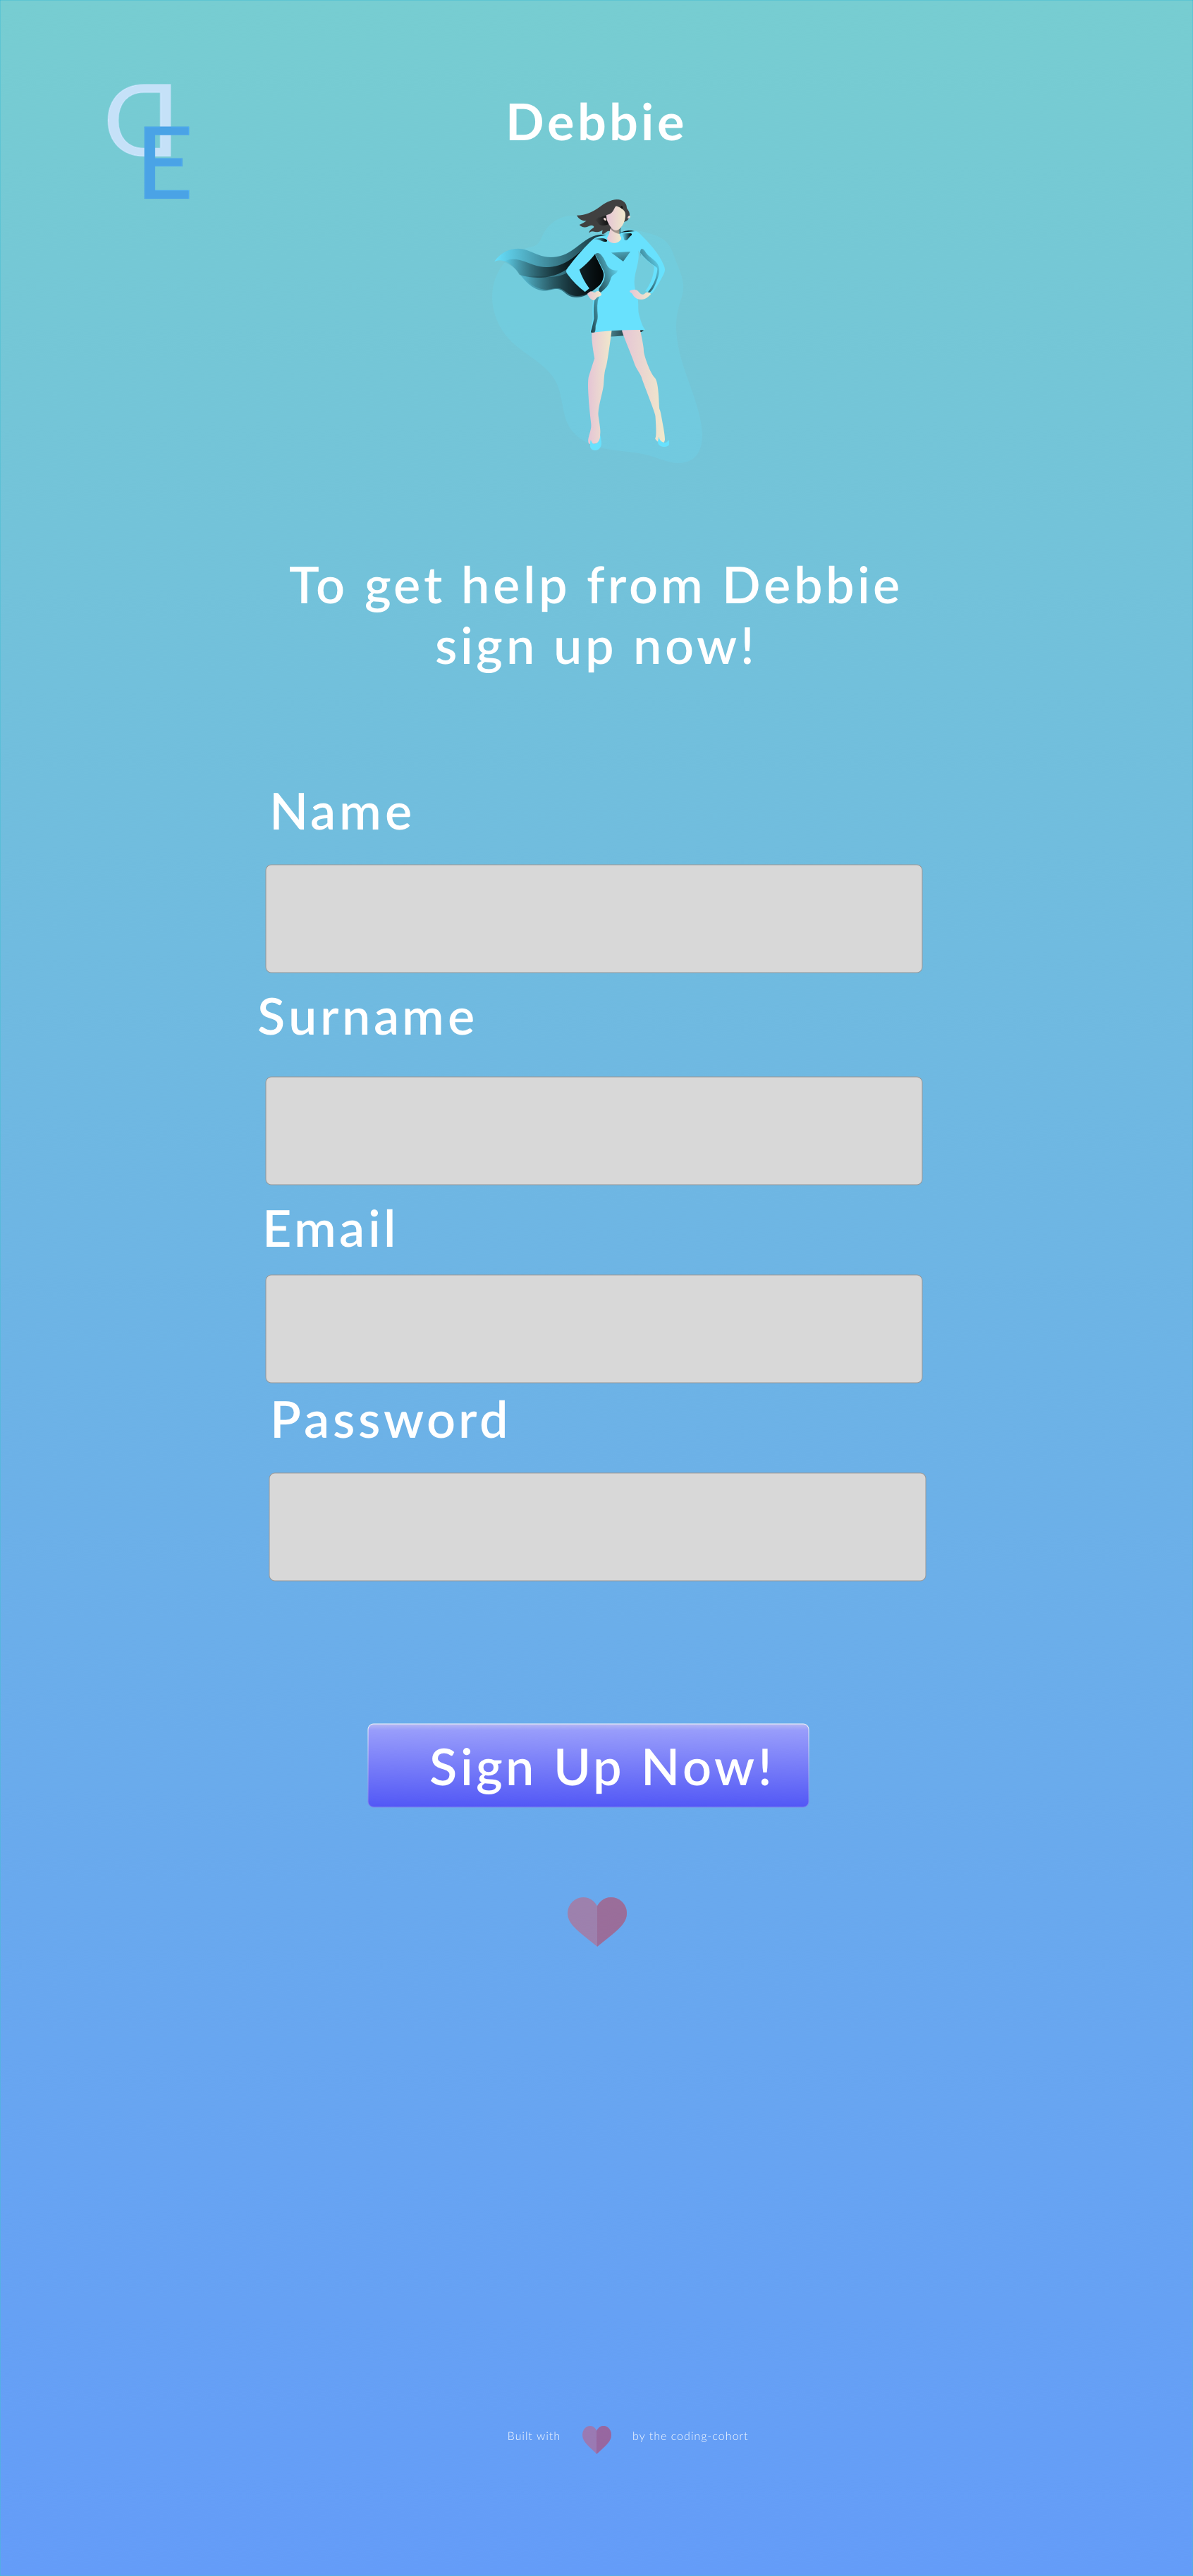 DE
Debbie
To get help from Debbie
sign up now!
Name
Surname
Email
Password
Sign Up Now!
Built with by the coding-cohort